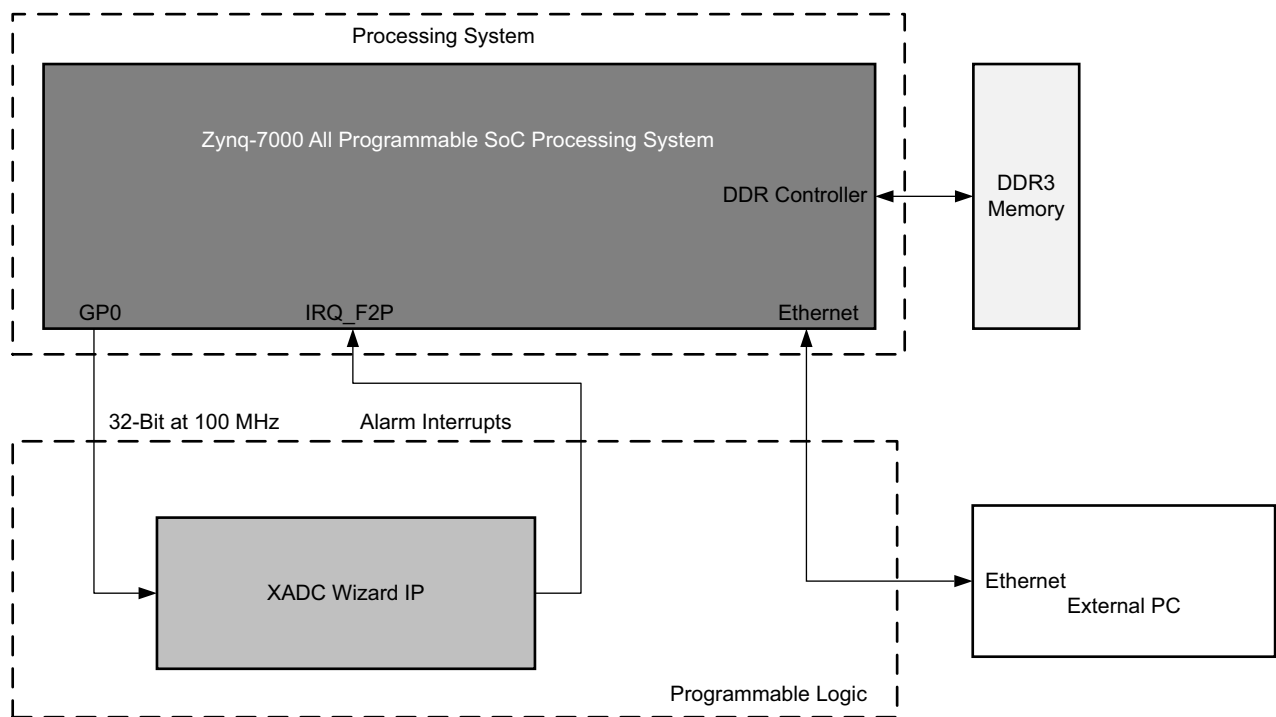 Processing System
Zynq-7000 All Programmable SoC Processing System
DDR Controller
DDR3
Memory
GP0
IRQ_F2P
Ethernet
32-Bit at 100 MHz
Alarm Interrupts
XADC Wizard IP
Ethernet
External PC
Programmable Logic